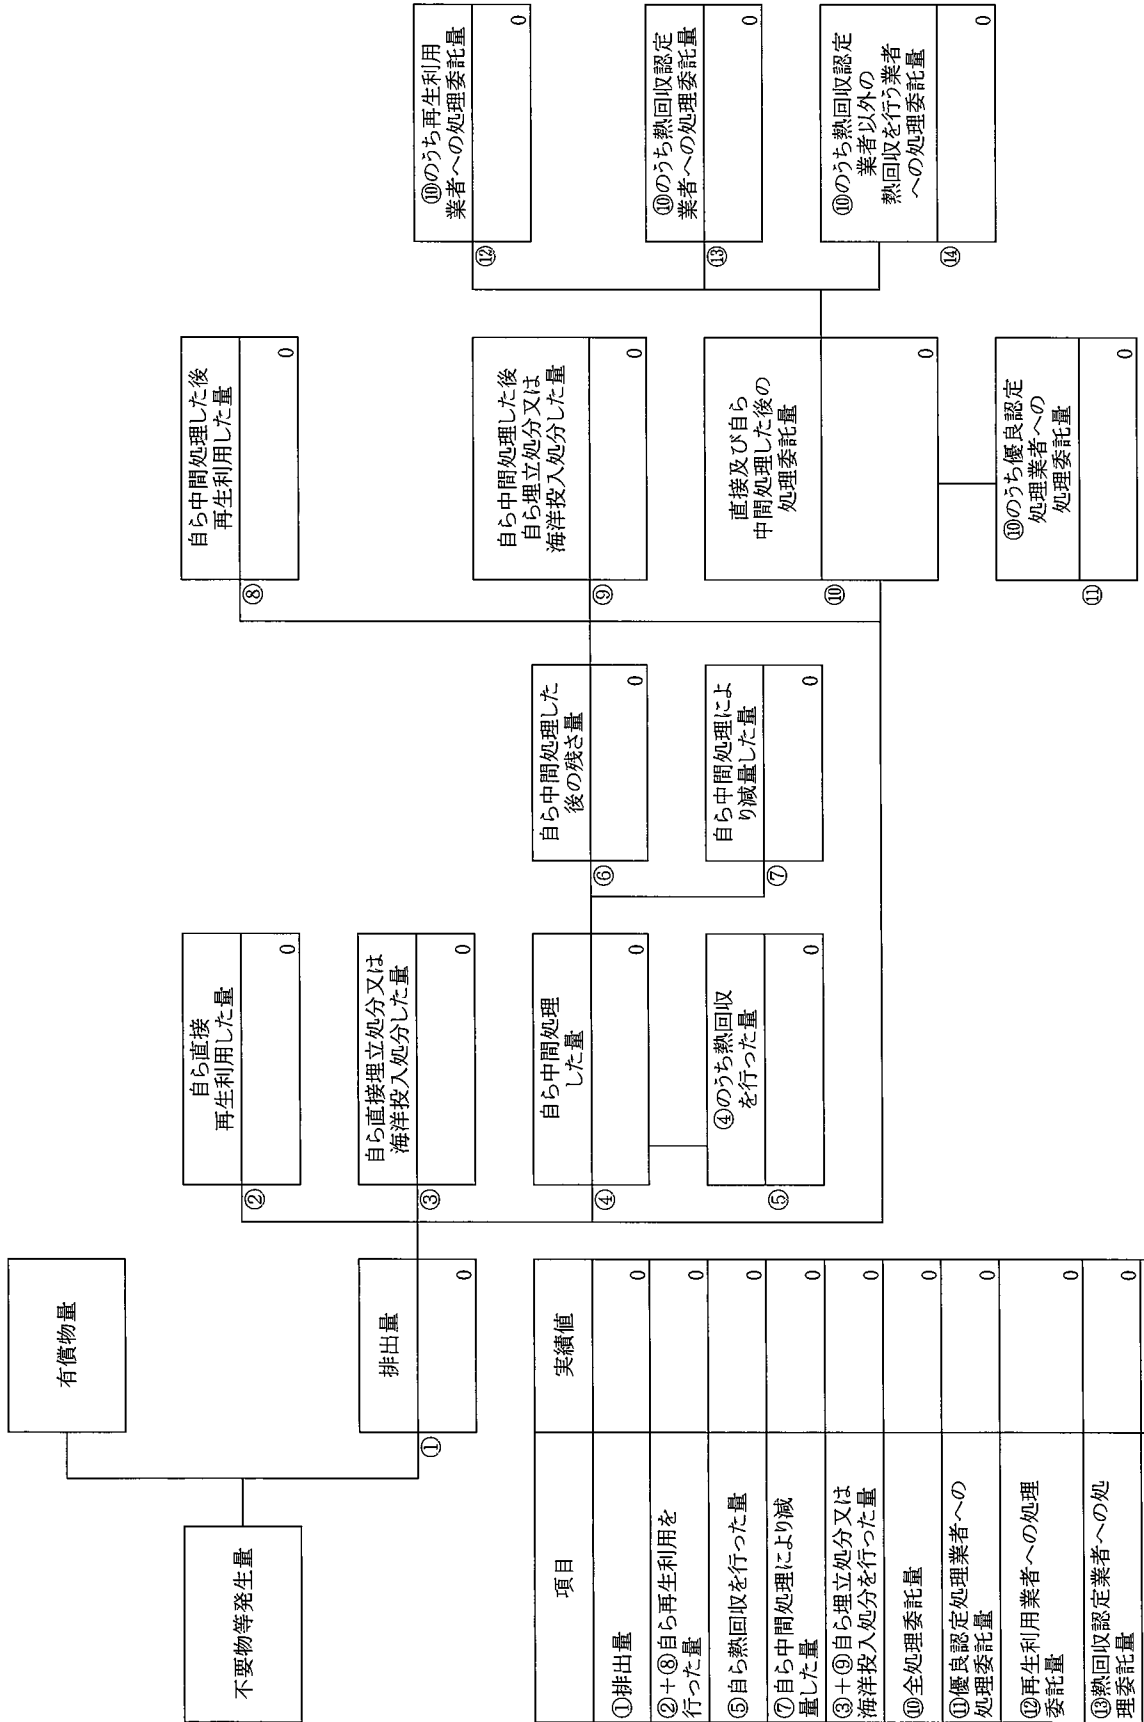 不要物等発生量
有償物量
排出量
①
0
自ら直接
再生利用した量
②
0
自ら直接埋立処分又は
海洋投入処分した量
③
0
自ら中間処理
した量
④
0
④のうち熱回収
を行った量
⑤
0
自ら中間処理した
後の残さ量
⑥
0
自ら中間処理によ
り減量した量
⑦
0
自ら中間処理した後
再生利用した量
⑧
0
自ら中間処理した後
自ら埋立処分又は
海洋投入処分した量
⑨
0
直接及び自ら
中間処理した後の
処理委託量
⑩
0
⑩のうち優良認定
処理業者への
処理委託量
⑪
0
⑩のうち再生利用
業者への処理委託量
⑫
0
⑩のうち熱回収認定
業者への処理委託量
⑬
0
⑩のうち熱回収認定
業者以外の
熱回収を行う業者
への処理委託量
⑭
0
項目 実績値
①排出量 0
②＋⑧自ら再生利用を
行った量 0
⑤自ら熱回収を行った量 0
⑦自ら中間処理により減
量した量 0
③＋⑨自ら埋立処分又は
海洋投入処分を行った量 0
⑩全処理委託量 0
⑪優良認定処理業者への
処理委託量 0
⑫再生利用業者への処理
委託量 0
⑬熱回収認定業者への処
理委託量 0